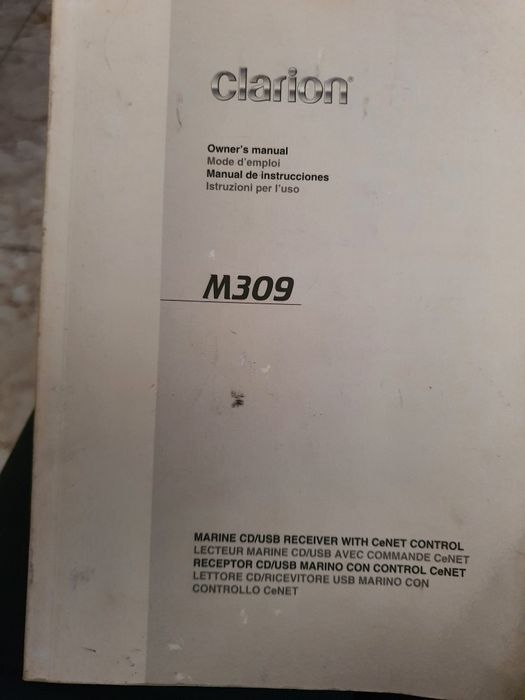 clarion®
Owner's manual
Mode d'emploi
Manual de instrucciones
Istruzioni per l'uso
M309
MARINE CD/USB RECEIVER WITH CeNET CONTROL
LECTEUR MARINE CD/USB AVEC COMMANDE CeNET
RECEPTOR CD/USB MARINO CON CONTROL CeNET
LETTORE CD/RICEVITORE USB MARINO CON
CONTROLLO CeNET